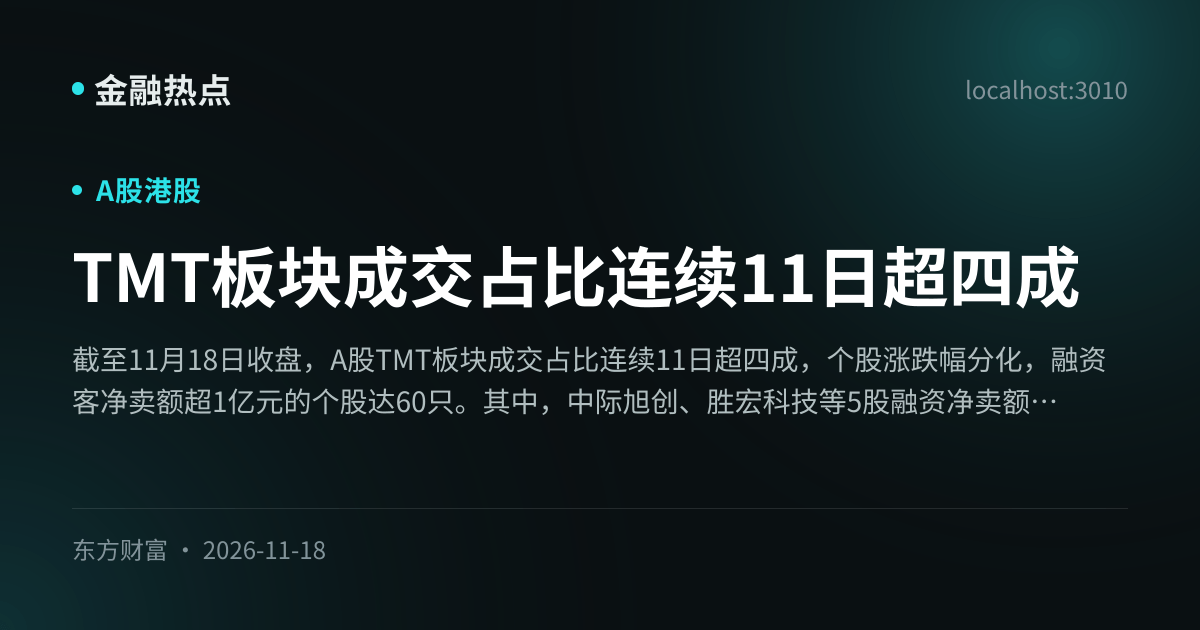 金融热点
localhost:3010
A股港股
TMT板块成交占比连续11日超四成
截至11月18日收盘，A股TMT板块成交占比连续11日超四成，个股涨跌幅分化，融资
客净卖额超1亿元的个股达60只。其中，中际旭创、胜宏科技等5股融资净卖额…
东方财富 • 2026-11-18